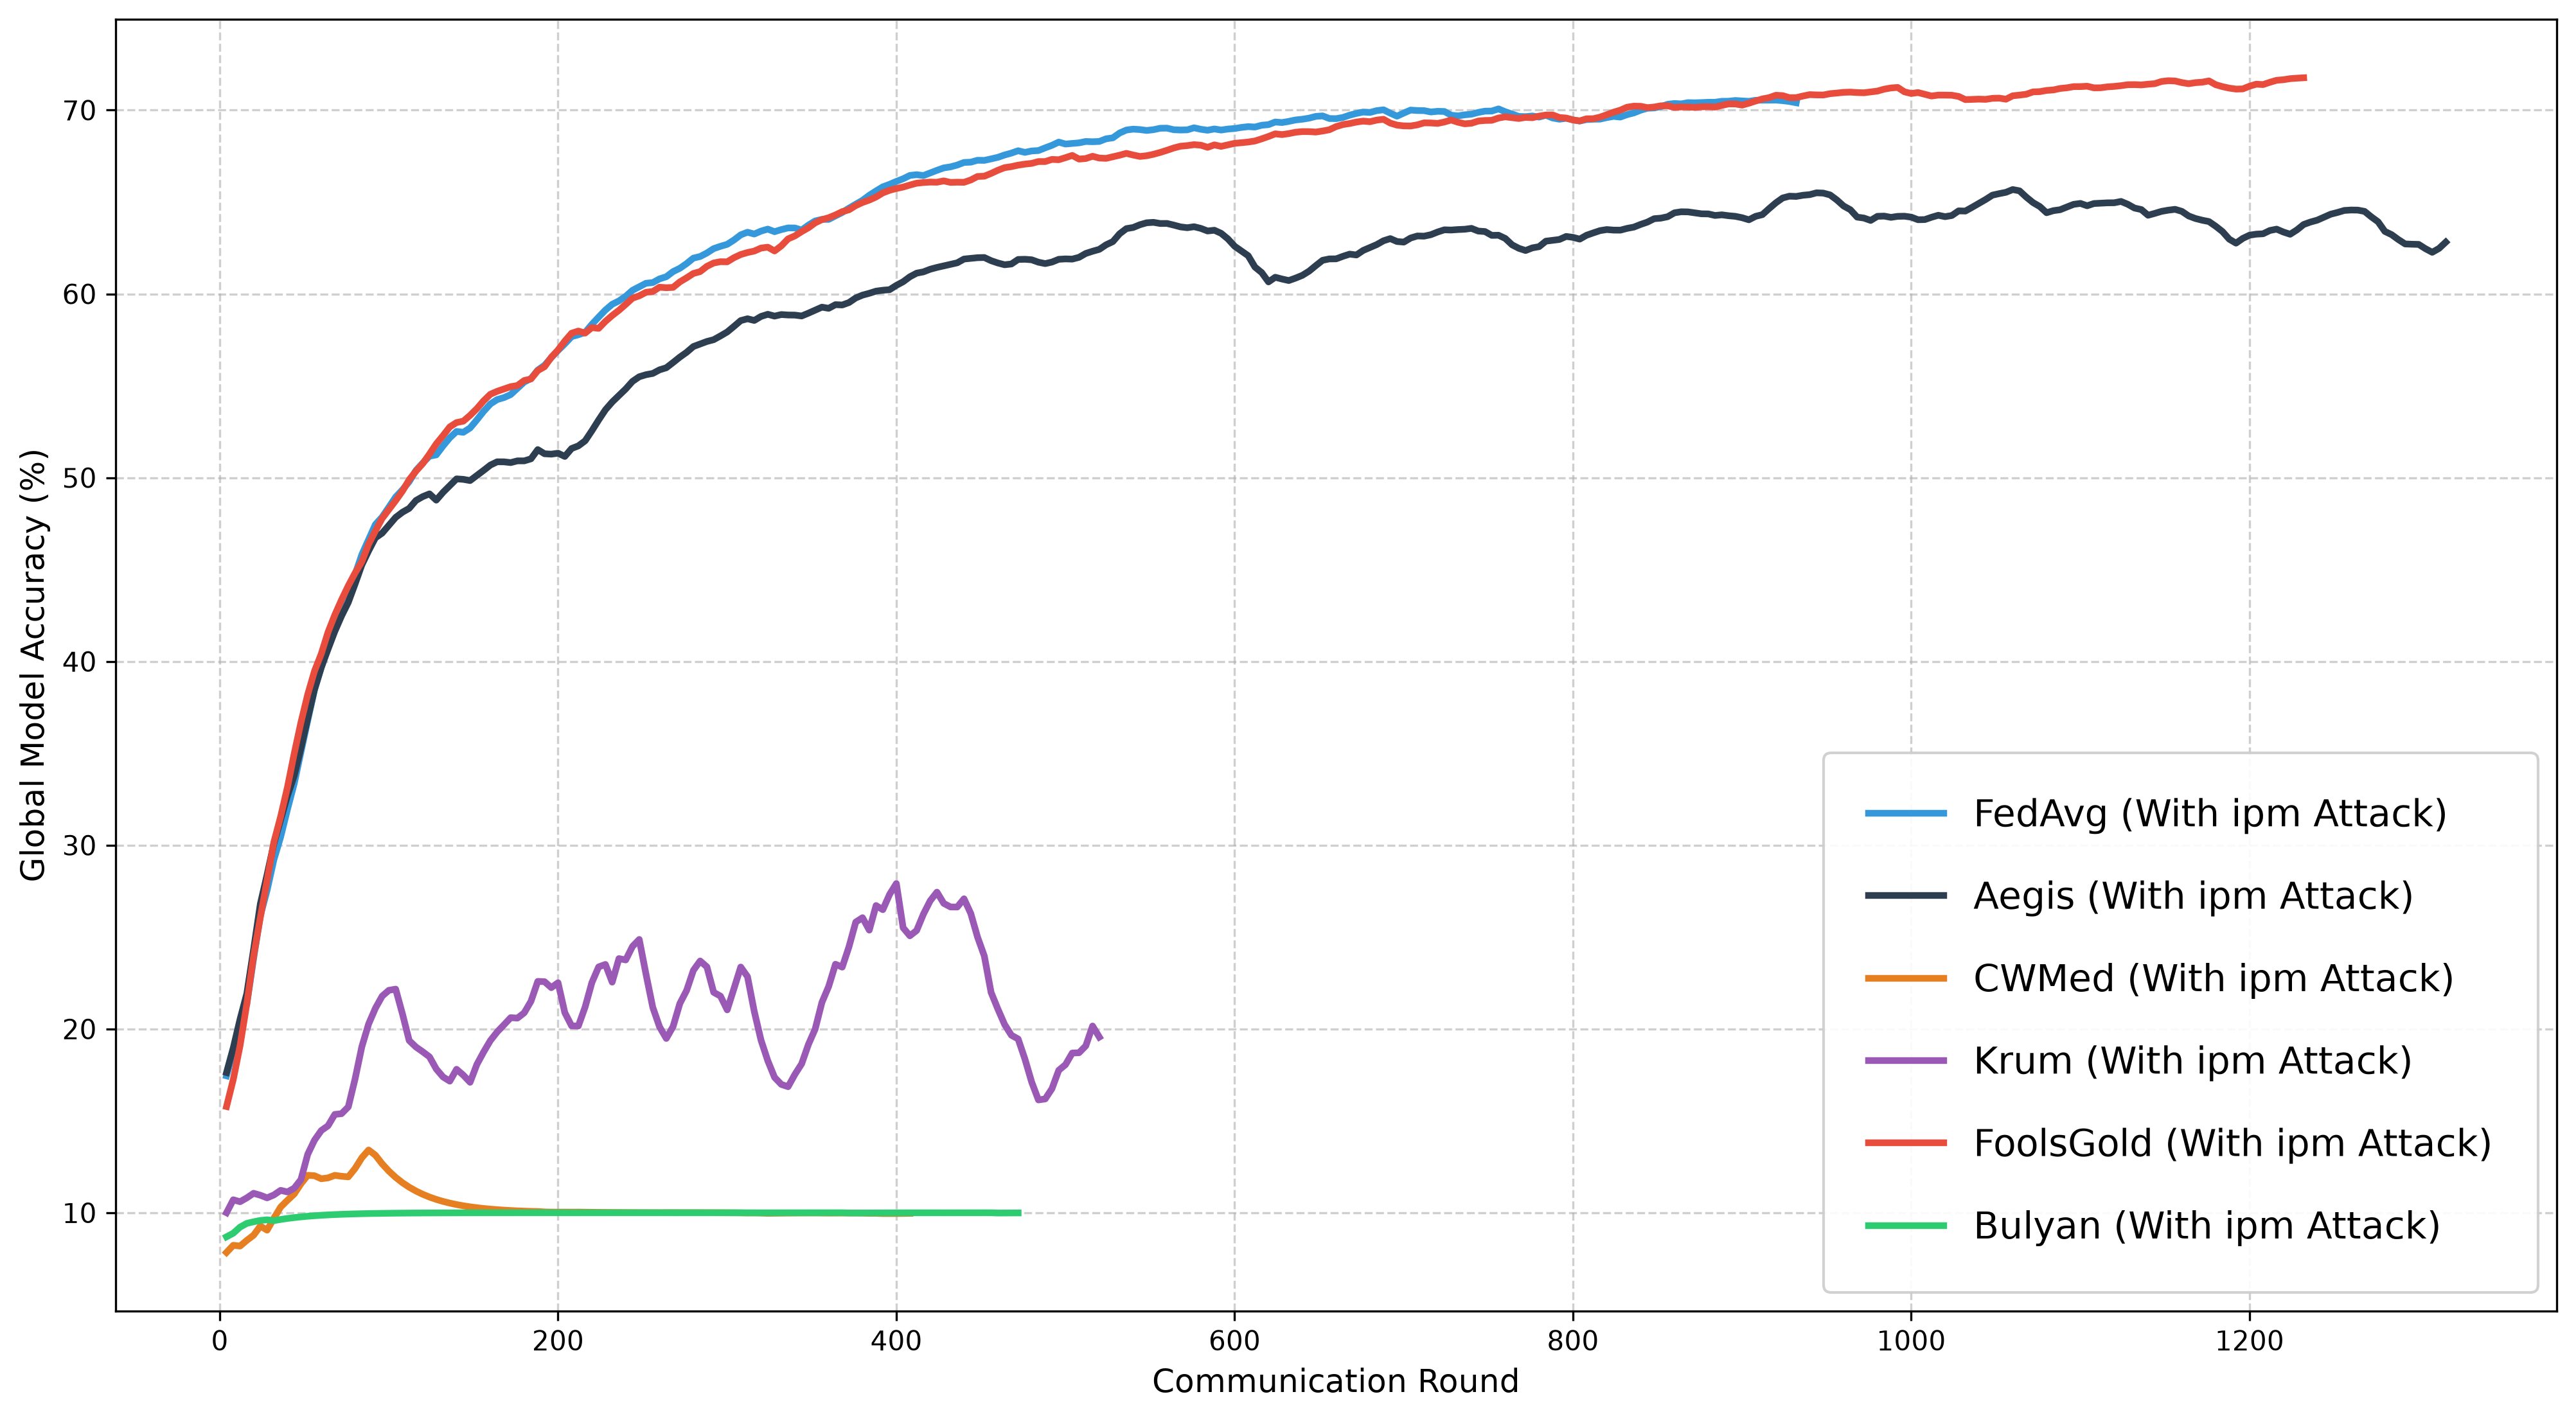 Global Model Accuracy (%)
70
60
50
40
30
20
10
0 200 400 600 800 1000 1200
Communication Round
FedAvg (With ipm Attack)
Aegis (With ipm Attack)
CWMed (With ipm Attack)
Krum (With ipm Attack)
FoolsGold (With ipm Attack)
Bulyan (With ipm Attack)